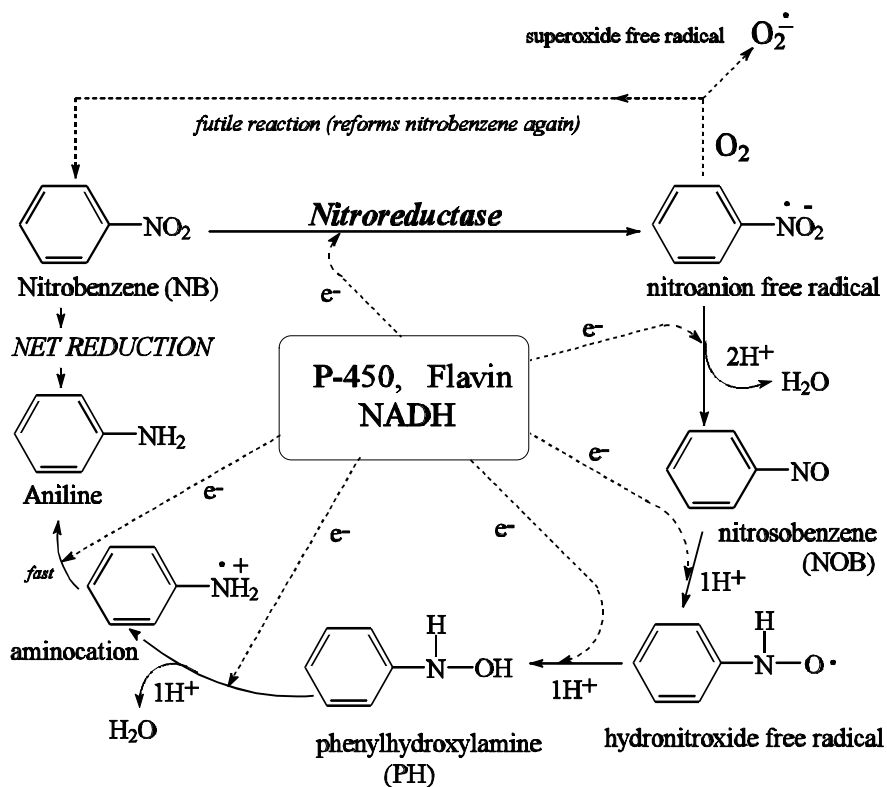 superoxide free radical
O₂•̄
futile reaction (reforms nitrobenzene again)
O₂
NO₂
Nitroreductase
• -
NO₂
Nitrobenzene (NB)
e-
nitroanion free radical
NET REDUCTION
P-450, Flavin
NADH
e-
2H+
H₂O
NH₂
Aniline
e-
e-
e-
e-
NO
nitrosobenzene
(NOB)
fast
• +
NH₂
aminocation
1H+
H₂O
H
N
OH
1H+
1H+
H
N
O•
phenylhydroxylamine
(PH)
hydronitroxide free radical